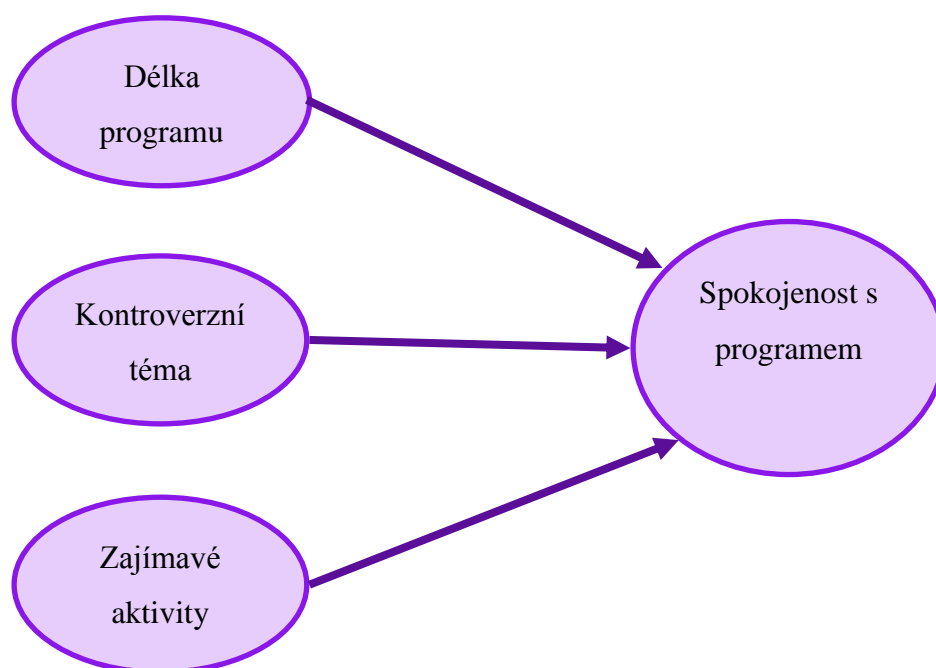 Délka
programu
Kontroverzní
téma
Zajímavé
aktivity
Spokojenost s
programem